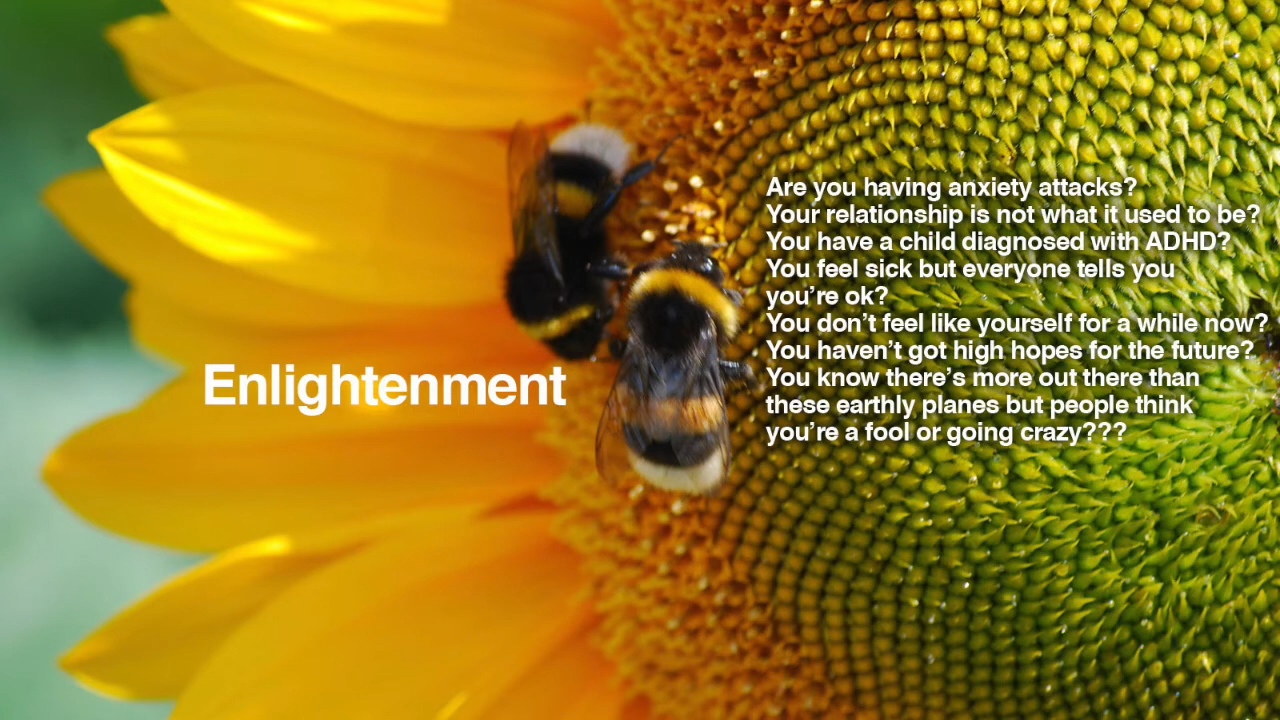 Enlightenment
Are you having anxiety attacks?
Your relationship is not what it used to be?
You have a child diagnosed with ADHD?
You feel sick but everyone tells you
you’re ok?
You don’t feel like yourself for a while now?
You haven’t got high hopes for the future?
You know there’s more out there than
these earthly planes but people think
you’re a fool or going crazy???